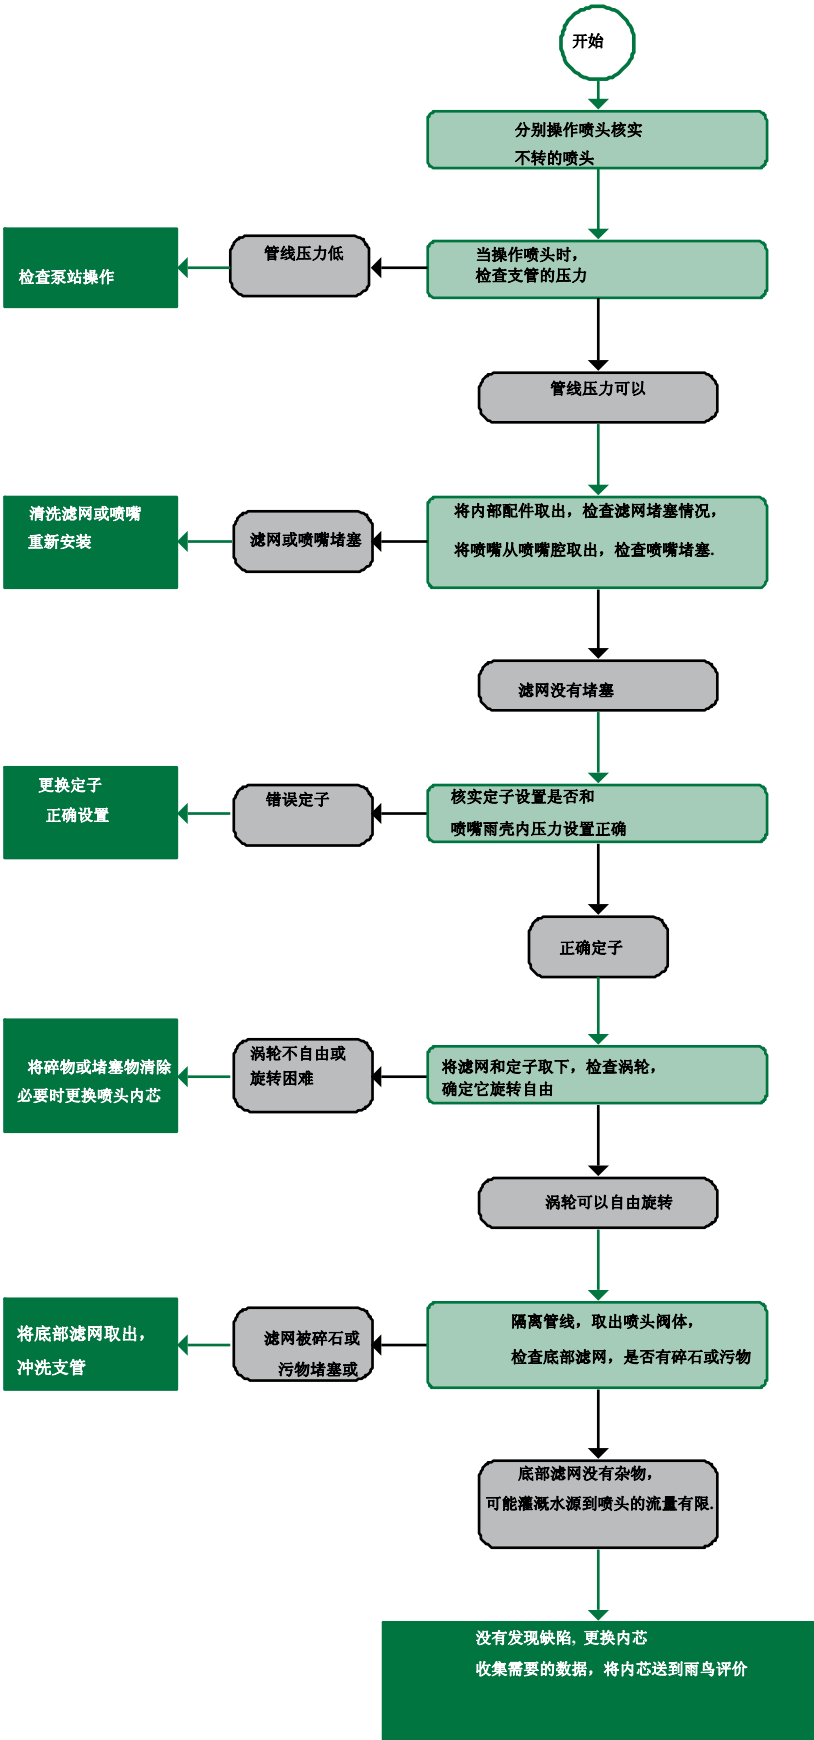 开始
分别操作喷头核实
不转的喷头
当操作喷头时，
检查支管的压力
管线压力低
检查泵站操作
管线压力可以
将内部配件取出，检查滤网堵塞情况，
将喷嘴从喷嘴腔取出，检查喷嘴堵塞.
滤网或喷嘴堵塞
清洗滤网或喷嘴
重新安装
滤网没有堵塞
核实定子设置是否和
喷嘴雨壳内压力设置正确
错误定子
更换定子
正确设置
正确定子
将滤网和定子取下，检查涡轮，
确定它旋转自由
涡轮不自由或
旋转困难
将碎物或堵塞物清除
必要时更换喷头内芯
涡轮可以自由旋转
隔离管线，取出喷头阀体，
检查底部滤网，是否有碎石或污物
滤网被碎石或
污物堵塞或
将底部滤网取出，
冲洗支管
底部滤网没有杂物，
可能灌溉水源到喷头的流量有限.
没有发现缺陷, 更换内芯
收集需要的数据，将内芯送到雨鸟评价